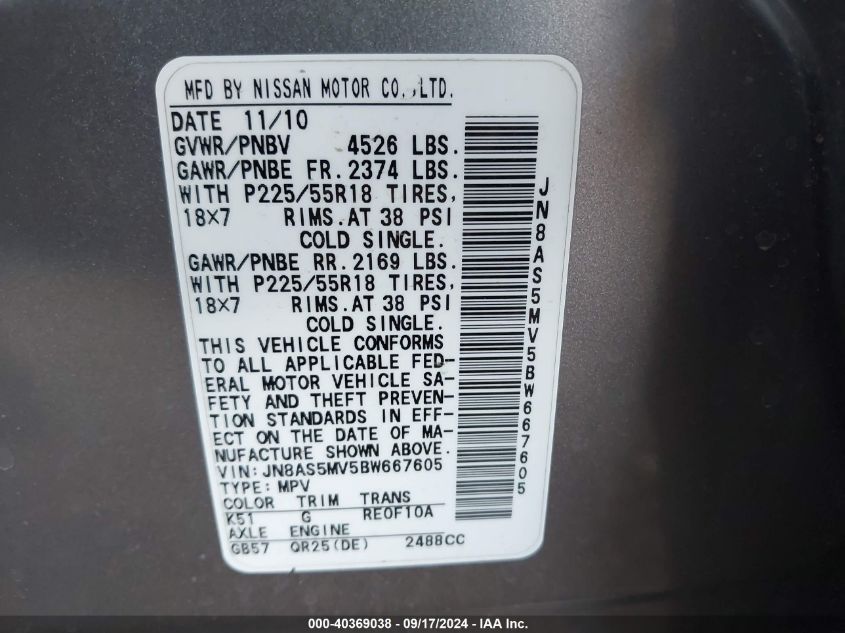 MFD BY NISSAN MOTOR CO.,LTD.
DATE 11/10
GVWR/PNBV 4526 LBS.
GAWR/PNBE FR. 2374 LBS.
WITH P225/55R18 TIRES,
18X7 RIMS.AT 38 PSI
COLD SINGLE.
GAWR/PNBE RR. 2169 LBS.
WITH P225/55R18 TIRES,
18X7 RIMS.AT 38 PSI
COLD SINGLE.
THIS VEHICLE CONFORMS
TO ALL APPLICABLE FED-
ERAL MOTOR VEHICLE SA-
FETY AND THEFT PREVEN-
TION STANDARDS IN EFF-
ECT ON THE DATE OF MA-
NUFACTURE SHOWN ABOVE.
VIN: JN8AS5MV5BW667605
TYPE: MPV
COLOR TRIM TRANS
K51 G RE0F10A
AXLE ENGINE
GB57 QR25(DE) 2488CC
JN8AS5MV5BW667605
000-40369038 - 09/17/2024 - IAA Inc.